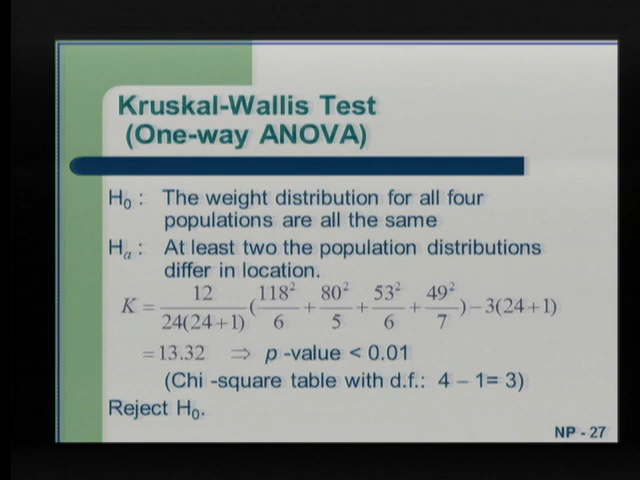 Kruskal-Wallis Test
(One-way ANOVA)
H₀ : The weight distribution for all four
populations are all the same
Hₐ : At least two the population distributions
differ in location.
K = 12/24(24+1) (118²/6 + 80²/5 + 53²/6 + 49²/7) – 3(24+1)
= 13.32 ⇒ p -value < 0.01
(Chi -square table with d.f.: 4 – 1= 3)
Reject H₀.
NP - 27